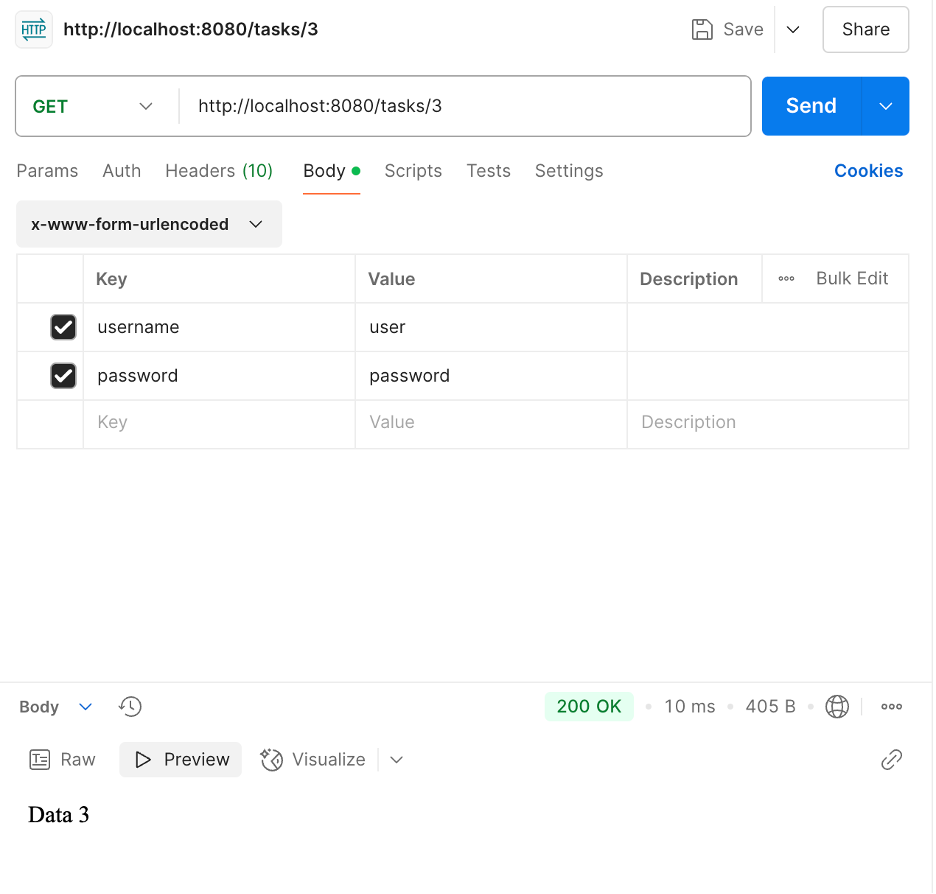 HTTP http://localhost:8080/tasks/3 Save Share
GET http://localhost:8080/tasks/3 Send
Params Auth Headers (10) Body Scripts Tests Settings Cookies
x-www-form-urlencoded
Key Value Description Bulk Edit
username user
password password
Key Value Description
Body 200 OK 10 ms 405 B
Raw Preview Visualize
Data 3